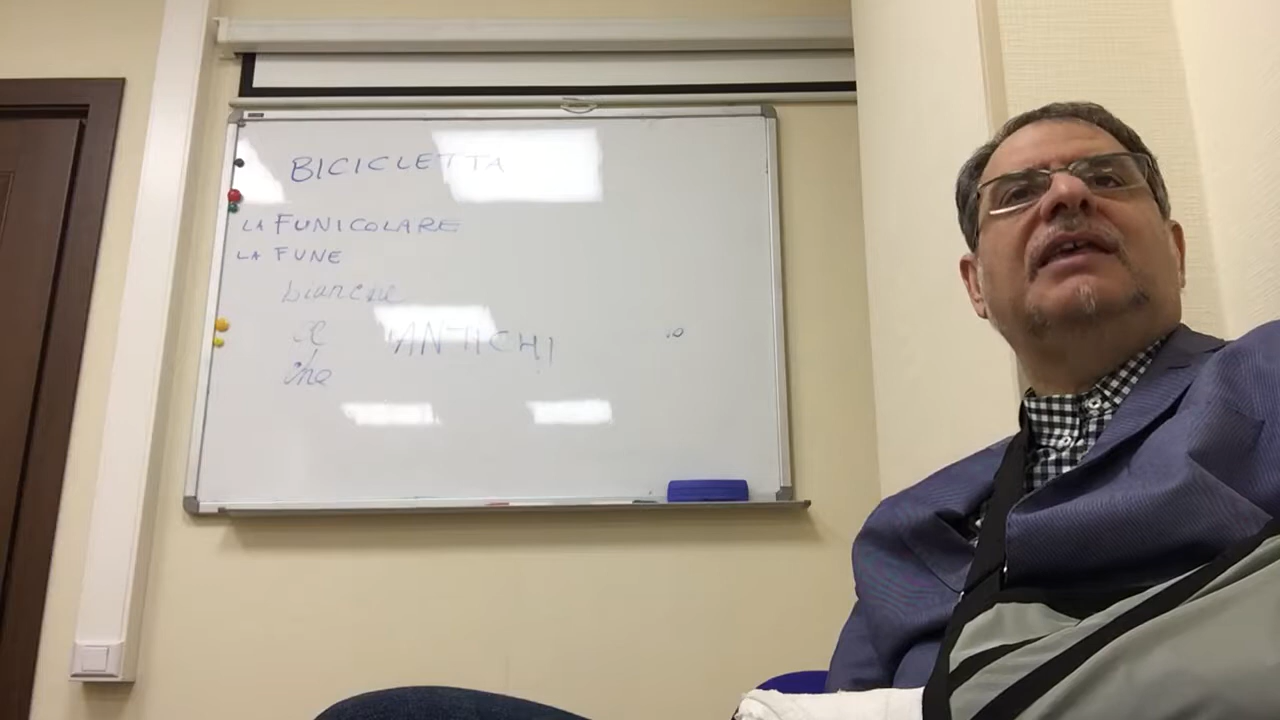 BICICLETTA
LA FUNICOLARE
LA FUNE
bianche
ANTICHI
che